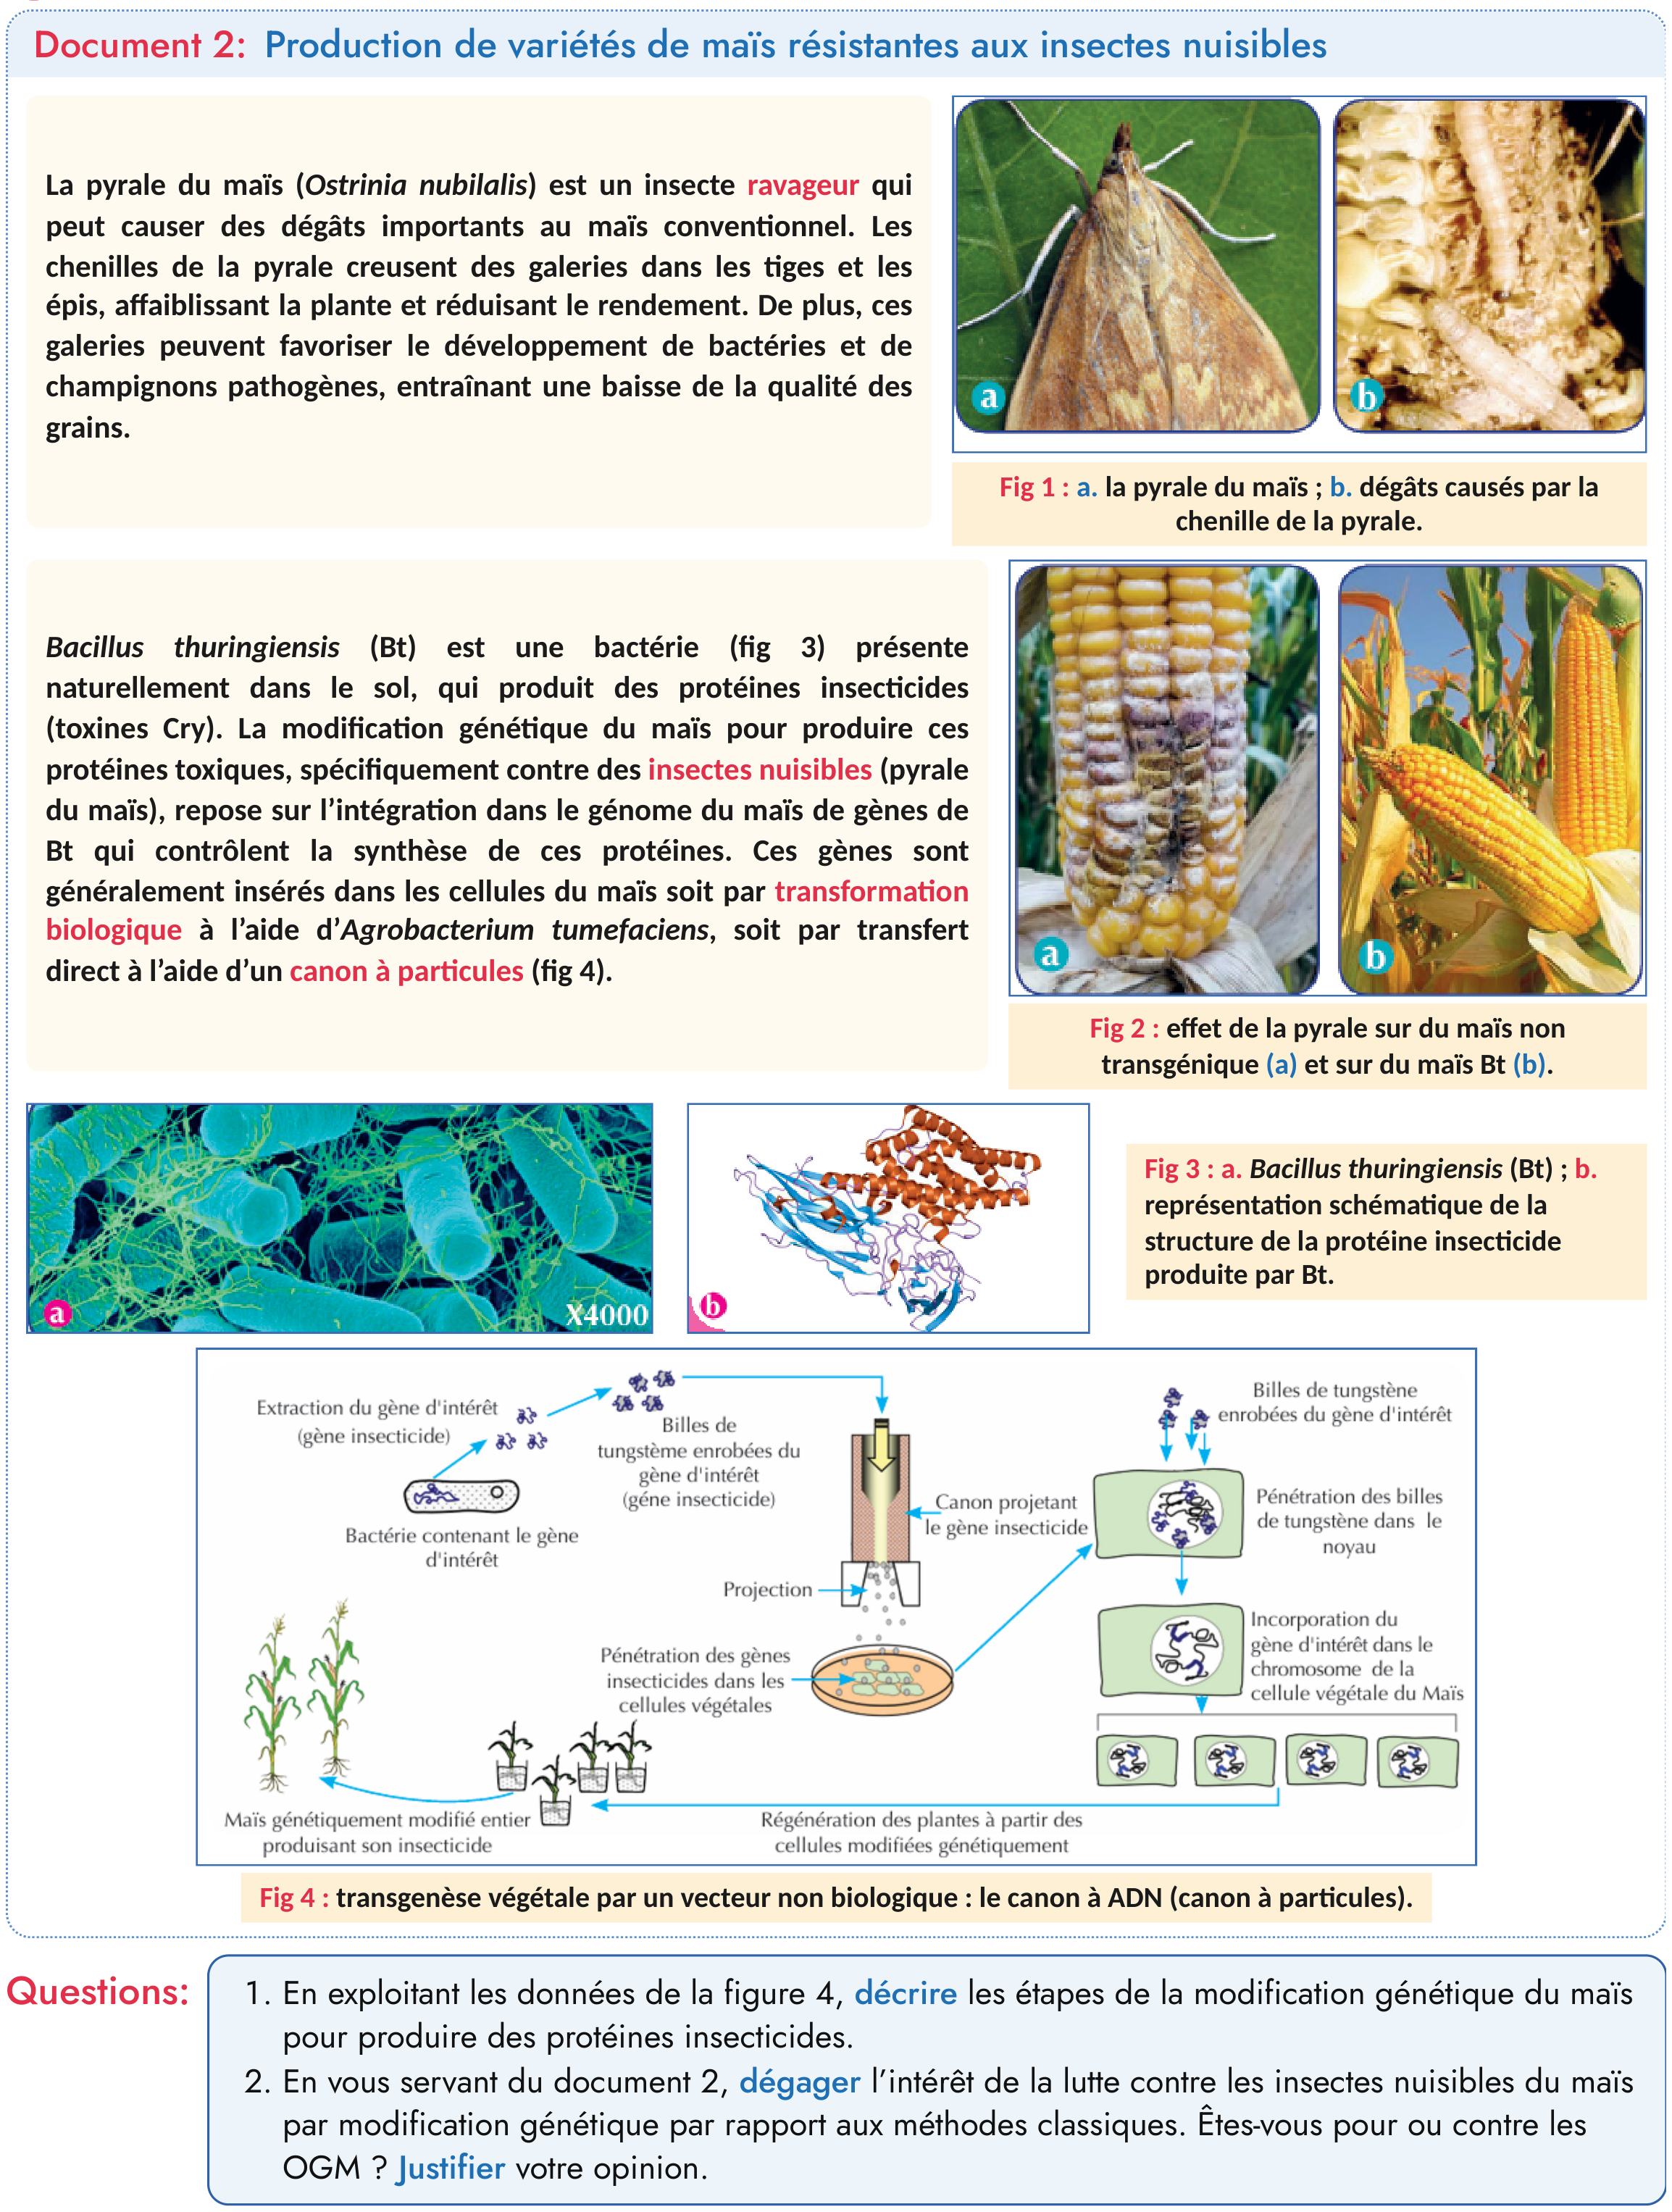 Document 2: Production de variétés de maïs résistantes aux insectes nuisibles
La pyrale du maïs (Ostrinia nubilalis) est un insecte ravageur qui
peut causer des dégâts importants au maïs conventionnel. Les
chenilles de la pyrale creusent des galeries dans les tiges et les
épis, affaiblissant la plante et réduisant le rendement. De plus, ces
galeries peuvent favoriser le développement de bactéries et de
champignons pathogènes, entraînant une baisse de la qualité des
grains.
a
b
Fig 1 : a. la pyrale du maïs ; b. dégâts causés par la
chenille de la pyrale.
Bacillus thuringiensis (Bt) est une bactérie (fig 3) présente
naturellement dans le sol, qui produit des protéines insecticides
(toxines Cry). La modification génétique du maïs pour produire ces
protéines toxiques, spécifiquement contre des insectes nuisibles (pyrale
du maïs), repose sur l'intégration dans le génome du maïs de gènes de
Bt qui contrôlent la synthèse de ces protéines. Ces gènes sont
généralement insérés dans les cellules du maïs soit par transformation
biologique à l'aide d'Agrobacterium tumefaciens, soit par transfert
direct à l'aide d'un canon à particules (fig 4).
a
b
Fig 2 : effet de la pyrale sur du maïs non
transgénique (a) et sur du maïs Bt (b).
a
X4000
b
Fig 3 : a. Bacillus thuringiensis (Bt) ; b.
représentation schématique de la
structure de la protéine insecticide
produite par Bt.
Extraction du gène d'intérêt
(gène insecticide)
Bactérie contenant le gène
d'intérêt
Billes de
tungstème enrobées du
gène d'intérêt
(géne insecticide)
Canon projetant
le gène insecticide
Projection
Pénétration des gènes
insecticides dans les
cellules végétales
Billes de tungstène
enrobées du gène d'intérêt
Pénétration des billes
de tungstène dans le
noyau
Incorporation du
gène d'intérêt dans le
chromosome de la
cellule végétale du Maïs
Régénération des plantes à partir des
cellules modifiées génétiquement
Maïs génétiquement modifié entier
produisant son insecticide
Fig 4 : transgenèse végétale par un vecteur non biologique : le canon à ADN (canon à particules).
Questions:
1. En exploitant les données de la figure 4, décrire les étapes de la modification génétique du maïs
pour produire des protéines insecticides.
2. En vous servant du document 2, dégager l'intérêt de la lutte contre les insectes nuisibles du maïs
par modification génétique par rapport aux méthodes classiques. Êtes-vous pour ou contre les
OGM ? Justifier votre opinion.